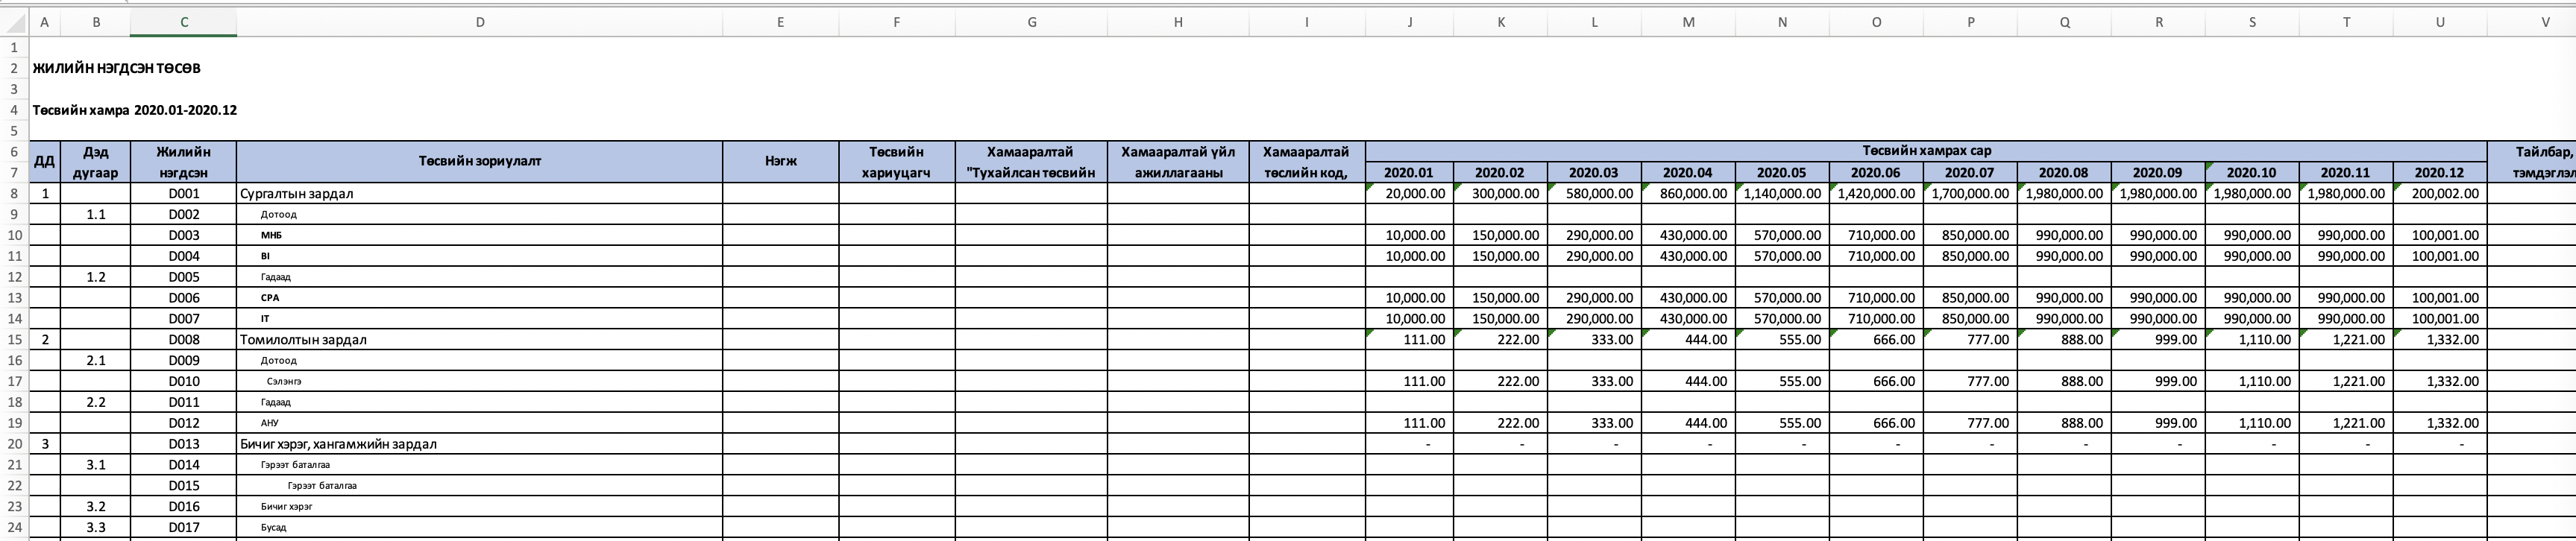 A B C D E F G H I J K L M N O P Q R S T U V
1
2 ЖИЛИЙН НЭГДСЭН ТӨСӨВ
3
4 Төсвийн хамра 2020.01-2020.12
5
6 ДД Дэд Жилийн Төсвийн зориулалт Нэгж Төсвийн Хамааралтай Хамааралтай үйл Хамааралтай Төсвийн хамрах сар Тайлбар,
7 дугаар нэгдсэн хариуцагч "Тухайлсан төсвийн ажиллагааны төслийн код, 2020.01 2020.02 2020.03 2020.04 2020.05 2020.06 2020.07 2020.08 2020.09 2020.10 2020.11 2020.12 тэмдэглэл
8 1 D001 Сургалтын зардал 20,000.00 300,000.00 580,000.00 860,000.00 1,140,000.00 1,420,000.00 1,700,000.00 1,980,000.00 1,980,000.00 1,980,000.00 1,980,000.00 200,002.00
9 1.1 D002 Дотоод
10 D003 МНБ 10,000.00 150,000.00 290,000.00 430,000.00 570,000.00 710,000.00 850,000.00 990,000.00 990,000.00 990,000.00 990,000.00 100,001.00
11 D004 BI 10,000.00 150,000.00 290,000.00 430,000.00 570,000.00 710,000.00 850,000.00 990,000.00 990,000.00 990,000.00 990,000.00 100,001.00
12 1.2 D005 Гадаад
13 D006 CPA 10,000.00 150,000.00 290,000.00 430,000.00 570,000.00 710,000.00 850,000.00 990,000.00 990,000.00 990,000.00 990,000.00 100,001.00
14 D007 IT 10,000.00 150,000.00 290,000.00 430,000.00 570,000.00 710,000.00 850,000.00 990,000.00 990,000.00 990,000.00 990,000.00 100,001.00
15 2 D008 Томилолтын зардал 111.00 222.00 333.00 444.00 555.00 666.00 777.00 888.00 999.00 1,110.00 1,221.00 1,332.00
16 2.1 D009 Дотоод
17 D010 Сэлэнгэ 111.00 222.00 333.00 444.00 555.00 666.00 777.00 888.00 999.00 1,110.00 1,221.00 1,332.00
18 2.2 D011 Гадаад
19 D012 АНУ 111.00 222.00 333.00 444.00 555.00 666.00 777.00 888.00 999.00 1,110.00 1,221.00 1,332.00
20 3 D013 Бичиг хэрэг, хангамжийн зардал - - - - - - - - - - - -
21 3.1 D014 Гэрээт баталгаа
22 D015 Гэрээт баталгаа
23 3.2 D016 Бичиг хэрэг
24 3.3 D017 Бусад